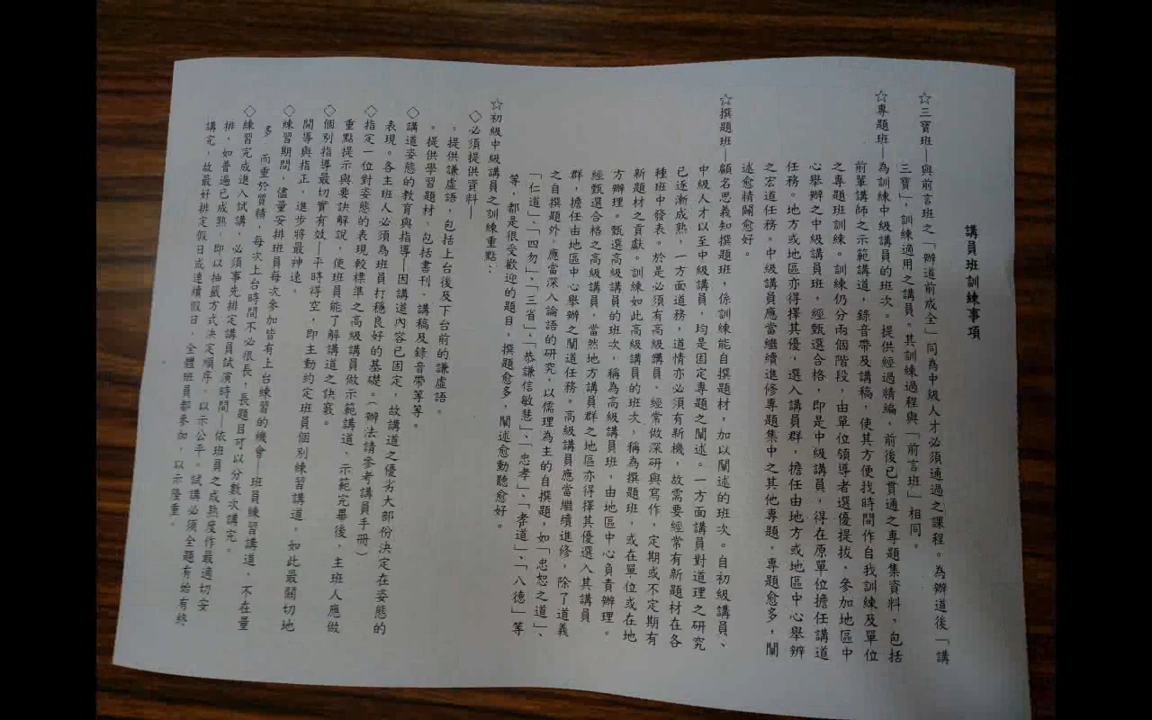 講員班訓練事項
☆三寶班—與前言班之「辦道前成全」同為中級人才必須通過之課程。為辦道後「講
三寶」，訓練適用之講員。其訓練過程與「前言班」相同。
☆專題班—為訓練中級講員的班次。提供經過精編，前後已貫通之專題集資料，包括
前輩講師之示範講道，錄音帶及講稿，使其方便找時間作自我訓練及單位
之專題班訓練。訓練仍分兩個階段，由單位領導者選優提拔，參加地區中
心舉辦之中級講員班，經甄選合格，即是中級講員，得在原單位擔任講道
任務。地方或地區亦得擇其優，選入講員群，擔任由地方或地區中心舉辦
之宏道任務。中級講員應當繼續進修專題集中之其他專題，專題愈多，闡
述愈精闢愈好。
☆撰題班—顧名思義知撰題班，係訓練能自撰題材，加以闡述的班次。自初級講員、
中級人才以至中級講員，均是固定專題之闡述。一方面講員對道理之研究
已逐漸成熟，一方面道務，道情亦必須有新機，故需要經常有新題材在各
種班中發表。於是必須有高級講員，經常做深研與寫作，定期或不定期有
新題材之貢獻。訓練如此高級講員的班次，稱為撰題班，或在單位或在地
方辦理。甄選高級講員的班次，稱為高級講員班，由地區中心負責辦理。
經甄選合格之高級講員，當然地方講員群之地區亦得擇其優選入其講員
群，擔任由地區中心舉辦之闡道任務。高級講員應當繼續進修，除了道義
之自撰題外，應當深入論語的研究，以儒理為主的自撰題，如「忠恕之道」、
「仁道」、「四勿」、「三省」、「恭謙信敏慧」、「忠孝」、「孝道」、「八德」等
等，都是很受歡迎的題目，撰題愈多，闡述愈動聽愈好。
☆初級中級講員之訓練重點：
◇必須提供資料—
。提供謙虛語，包括上台後及下台前的謙虛語。
。提供學習題材，包括書刊、講稿及錄音帶等等。
◇講道姿態的教育與指導—因講道內容已固定，故講道之優劣大部份決定在姿態的
表現。各主班人必須為班員打穩良好的基礎。（辦法請參考講員手冊）
◇指定一位對姿態的表現較標準之高級講員做示範講道、示範完畢後，主班人應做
重點提示與要訣解說，使班員能了解講道之訣竅。
◇個別指導最切實有效—平時得空，即主動約定班員個別練習講道，如此最關切地
開導與指正，進步將最神速。
◇練習期間，儘量安排班員每次參加皆有上台練習的機會—班員練習講道，不在量
多，而重於質精，每次上台時間不必很長，長題目可以分數次講完。
◇練習完成進入試講，必須事先排定講員試演時間—依班員之成熟度作最適切安
排，如普遍已成熟，即以抽籤方式決定順序，以示公平。試講必須全題有始有終
講完，故最好排定假日或連續假日，全體班員都參加，以示隆重。